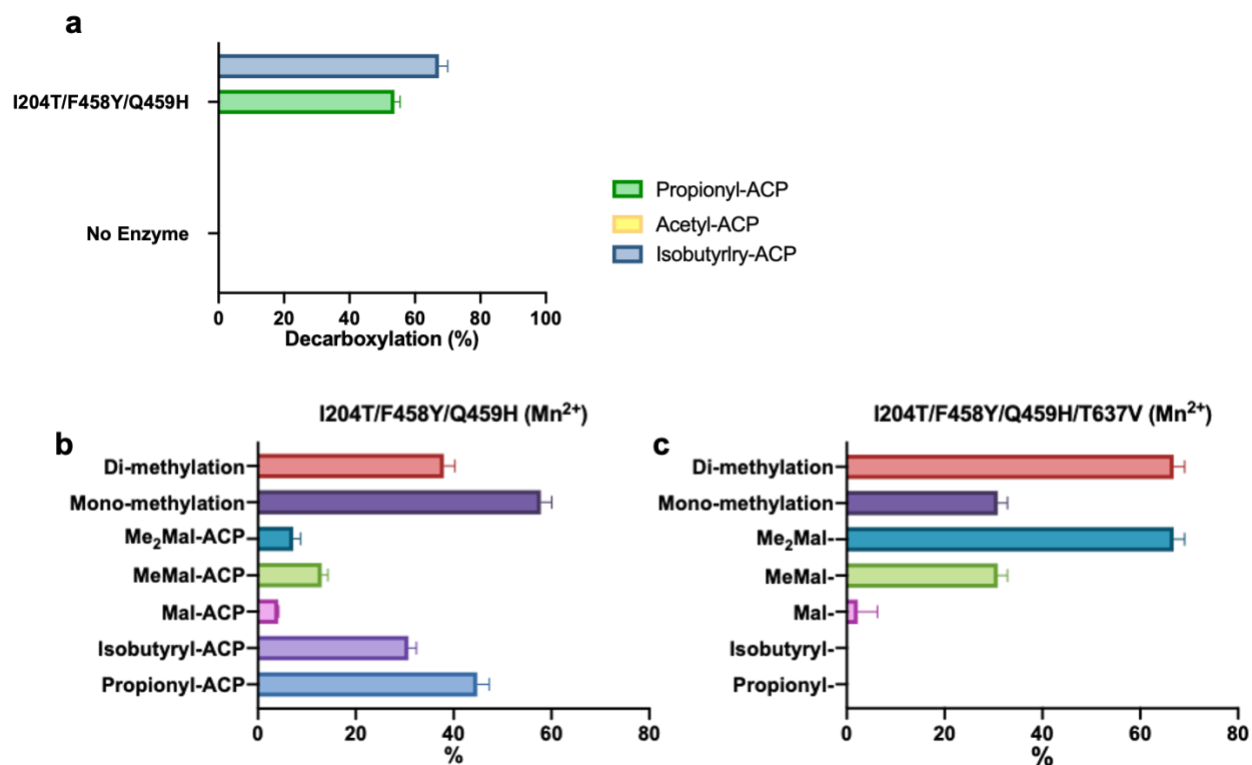 a
I204T/F458Y/Q459H
No Enzyme
0 20 40 60 80 100
Decarboxylation (%)
Propionyl-ACP
Acetyl-ACP
Isobutyrlry-ACP
b
I204T/F458Y/Q459H (Mn²⁺)
Di-methylation
Mono-methylation
Me₂Mal-ACP
MeMal-ACP
Mal-ACP
Isobutyryl-ACP
Propionyl-ACP
0 20 40 60 80
%
c
I204T/F458Y/Q459H/T637V (Mn²⁺)
Di-methylation
Mono-methylation
Me₂Mal-
MeMal-
Mal-
Isobutyryl-
Propionyl-
0 20 40 60 80
%